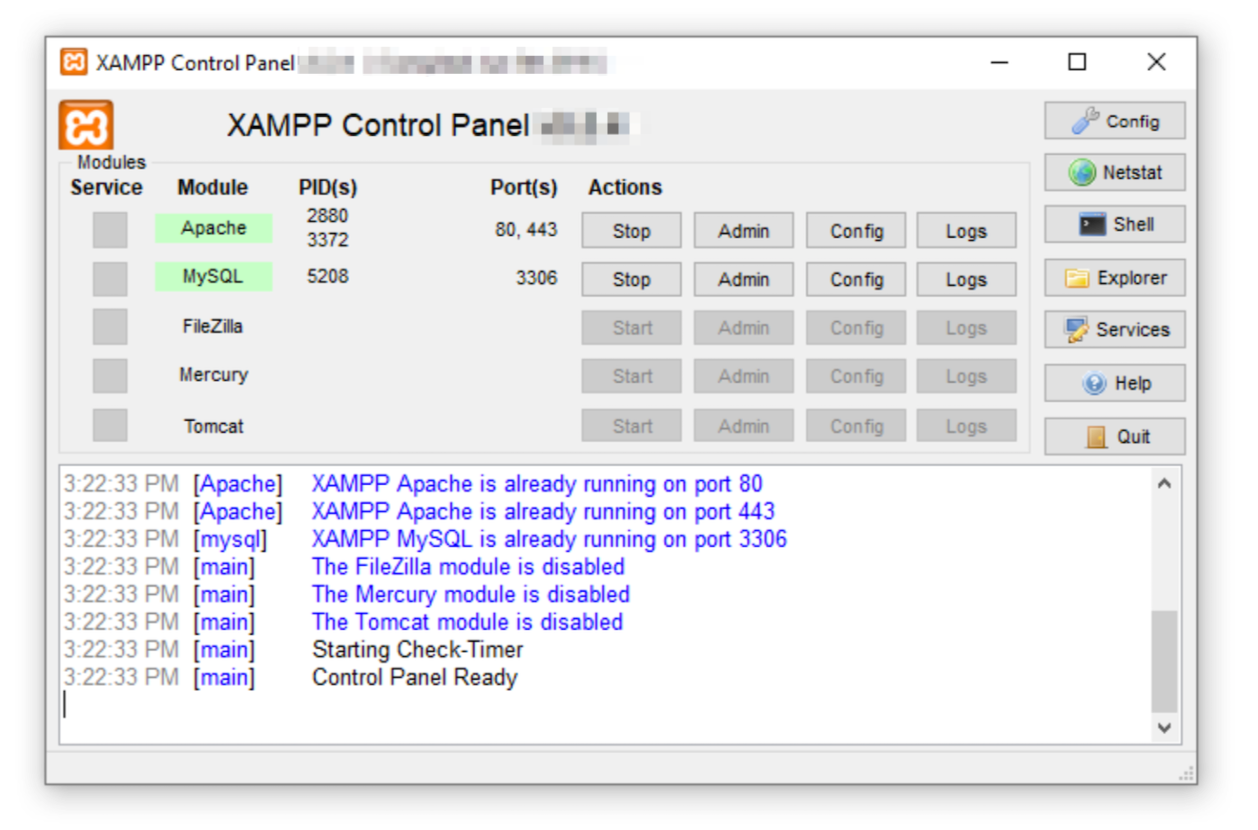 XAMPP Control Panel
XAMPP Control Panel
Modules
Service Module PID(s) Port(s) Actions
Apache 2880 3372 80, 443 Stop Admin Config Logs
MySQL 5208 3306 Stop Admin Config Logs
FileZilla Start Admin Config Logs
Mercury Start Admin Config Logs
Tomcat Start Admin Config Logs
Config
Netstat
Shell
Explorer
Services
Help
Quit
3:22:33 PM [Apache] XAMPP Apache is already running on port 80
3:22:33 PM [Apache] XAMPP Apache is already running on port 443
3:22:33 PM [mysql] XAMPP MySQL is already running on port 3306
3:22:33 PM [main] The FileZilla module is disabled
3:22:33 PM [main] The Mercury module is disabled
3:22:33 PM [main] The Tomcat module is disabled
3:22:33 PM [main] Starting Check-Timer
3:22:33 PM [main] Control Panel Ready